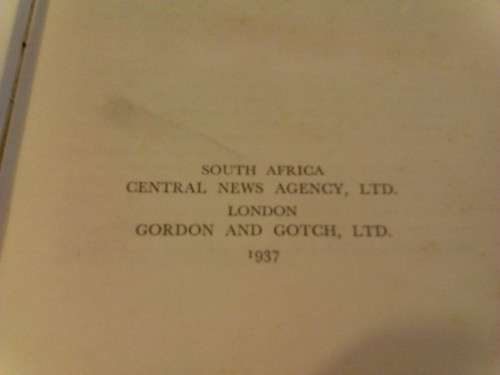 SOUTH AFRICA
CENTRAL NEWS AGENCY, LTD.
LONDON
GORDON AND GOTCH, LTD.
1937